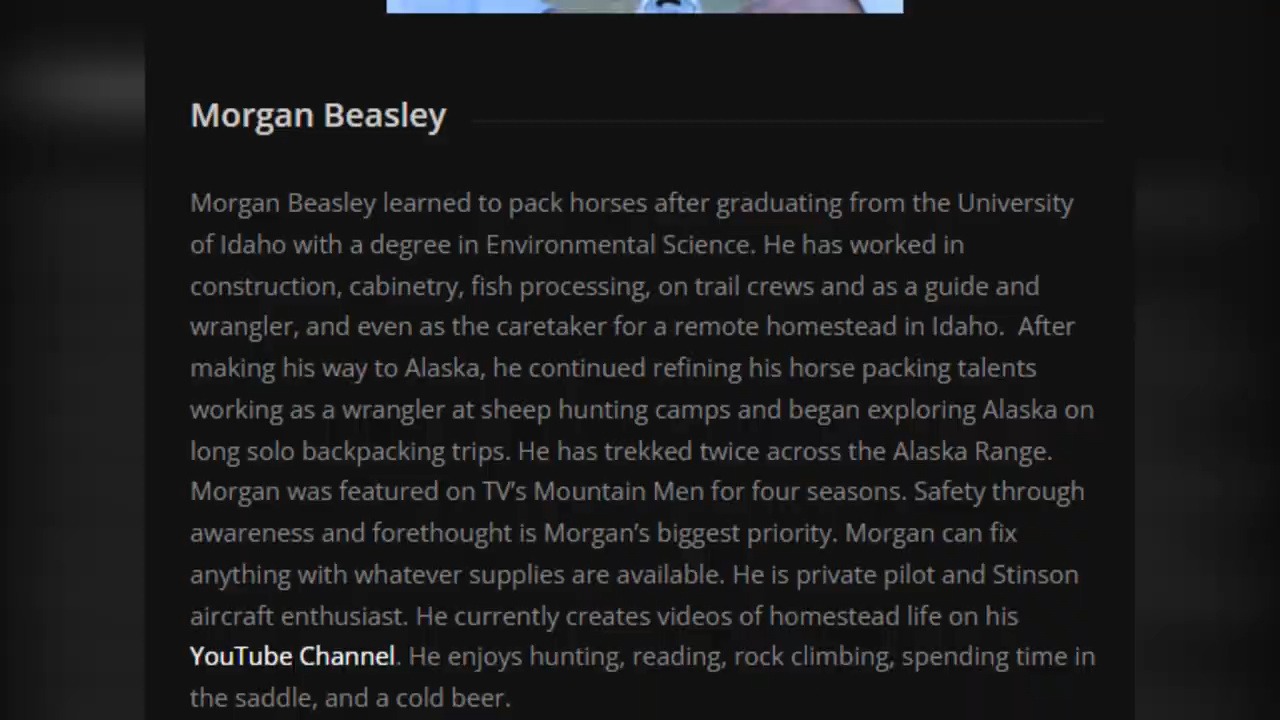 Morgan Beasley
Morgan Beasley learned to pack horses after graduating from the University
of Idaho with a degree in Environmental Science. He has worked in
construction, cabinetry, fish processing, on trail crews and as a guide and
wrangler, and even as the caretaker for a remote homestead in Idaho.  After
making his way to Alaska, he continued refining his horse packing talents
working as a wrangler at sheep hunting camps and began exploring Alaska on
long solo backpacking trips. He has trekked twice across the Alaska Range.
Morgan was featured on TV’s Mountain Men for four seasons. Safety through
awareness and forethought is Morgan’s biggest priority. Morgan can fix
anything with whatever supplies are available. He is private pilot and Stinson
aircraft enthusiast. He currently creates videos of homestead life on his
YouTube Channel. He enjoys hunting, reading, rock climbing, spending time in
the saddle, and a cold beer.